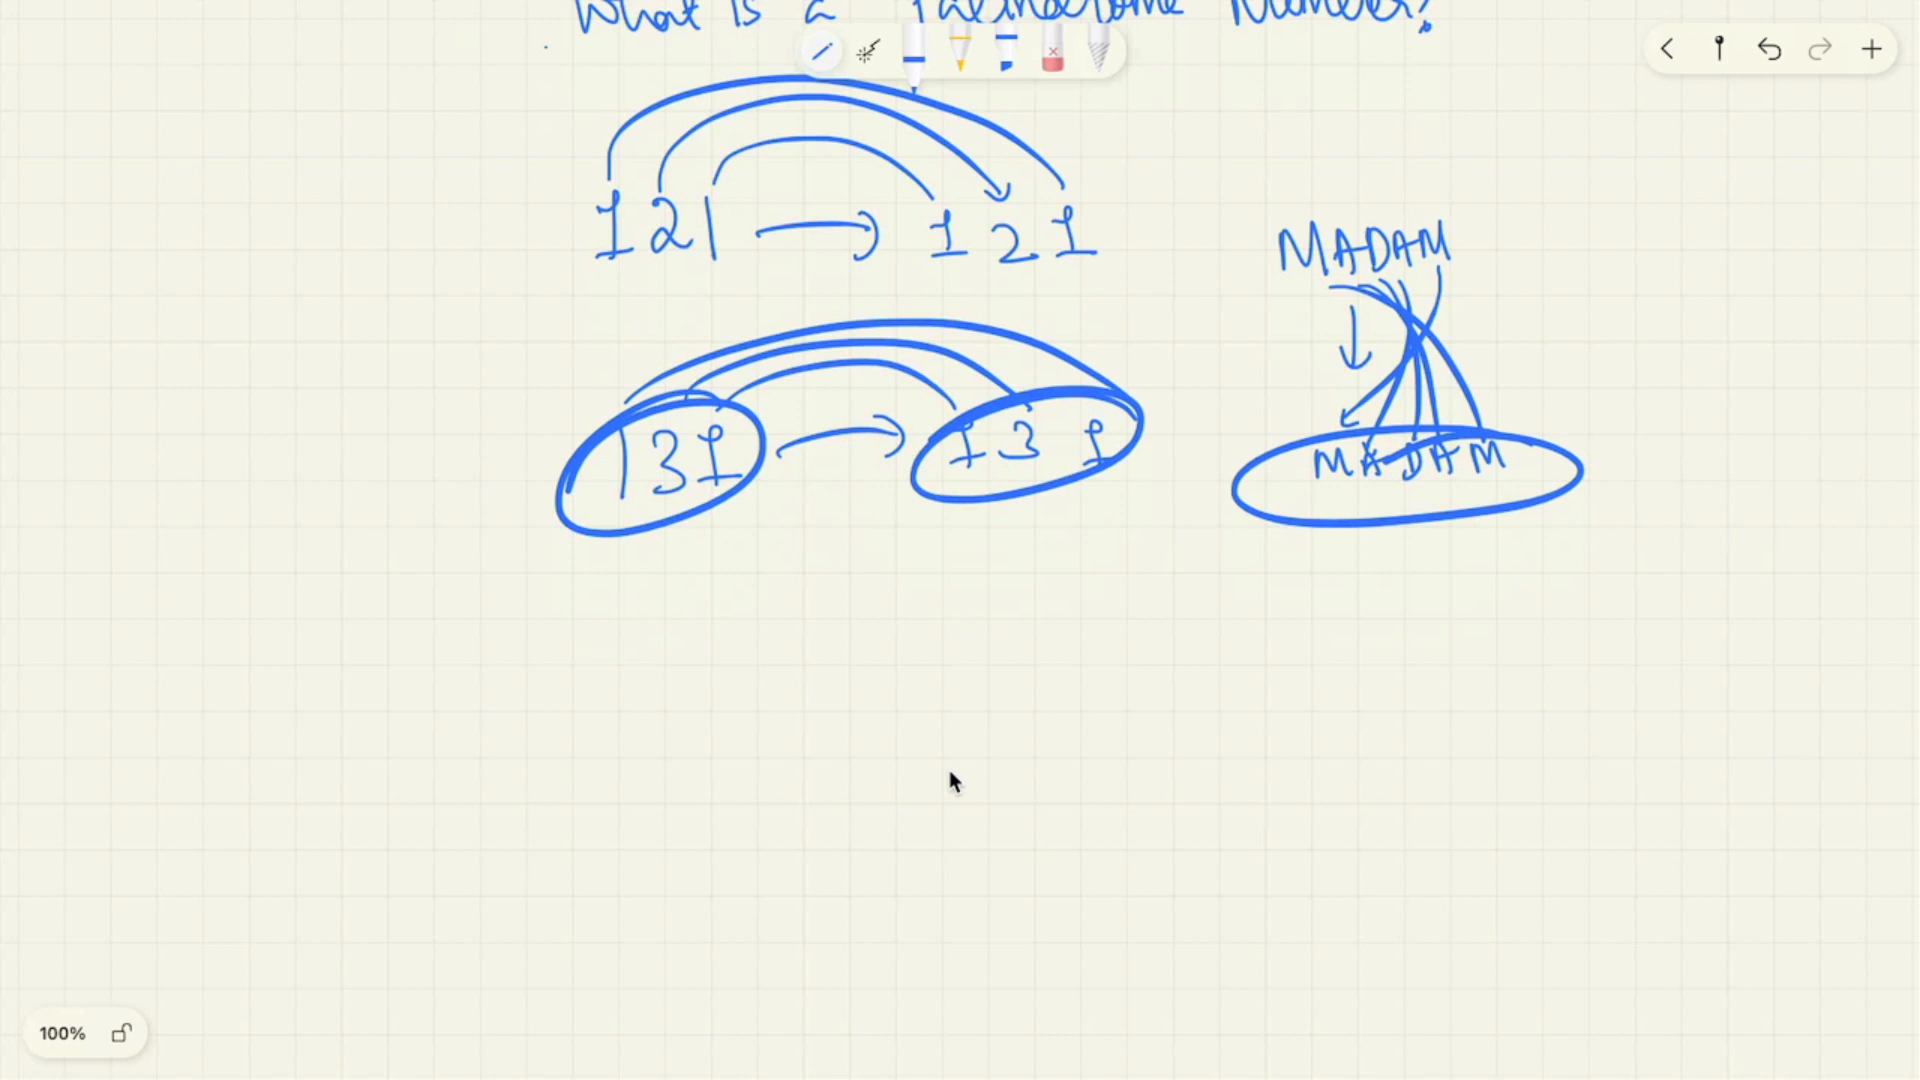 What is a Palindrome Number?
121 → 121
MADAM
131 → 131
MADAM
100%